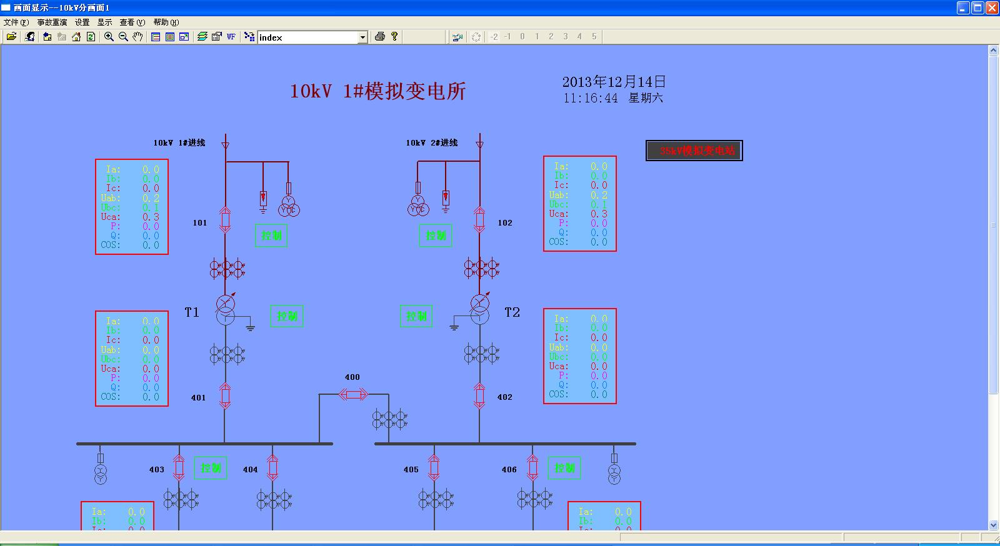 画面显示--10kV分画面1
文件(F) 事故重演 设置 显示 查看(V) 帮助(H)
WF index -2 -1 0 1 2 3 4 5
10kV 1#模拟变电所
2013年12月14日
11:16:44 星期六
10kV 1#进线
10kV 2#进线
35kV模拟变电站
Ia: 0.0
Ib: 0.0
Ic: 0.0
Uab: 0.2
Ubc: 0.1
Uca: 0.3
P: 0.0
Q: 0.0
COS: 0.0
101
控制
控制
102
Ia: 0.0
Ib: 0.0
Ic: 0.0
Uab: 0.2
Ubc: 0.1
Uca: 0.3
P: 0.0
Q: 0.0
COS: 0.0
T1
控制
控制
T2
Ia: 0.0
Ib: 0.0
Ic: 0.0
Uab: 0.0
Ubc: 0.0
Uca: 0.0
P: 0.0
Q: 0.0
COS: 0.0
401
400
402
Ia: 0.0
Ib: 0.0
Ic: 0.0
Uab: 0.0
Ubc: 0.0
Uca: 0.0
P: 0.0
Q: 0.0
COS: 0.0
403
控制
404
405
406
控制
Ia: 0.0
Ib: 0.0
Ia: 0.0
Ib: 0.0